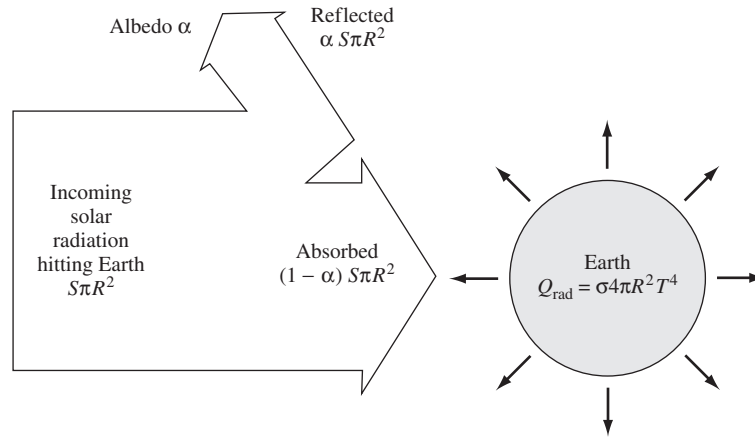 Albedo α
Reflected
α SπR²
Incoming
solar
radiation
hitting Earth
SπR²
Absorbed
(1 − α) SπR²
Earth
Q_rad = σ4πR²T⁴